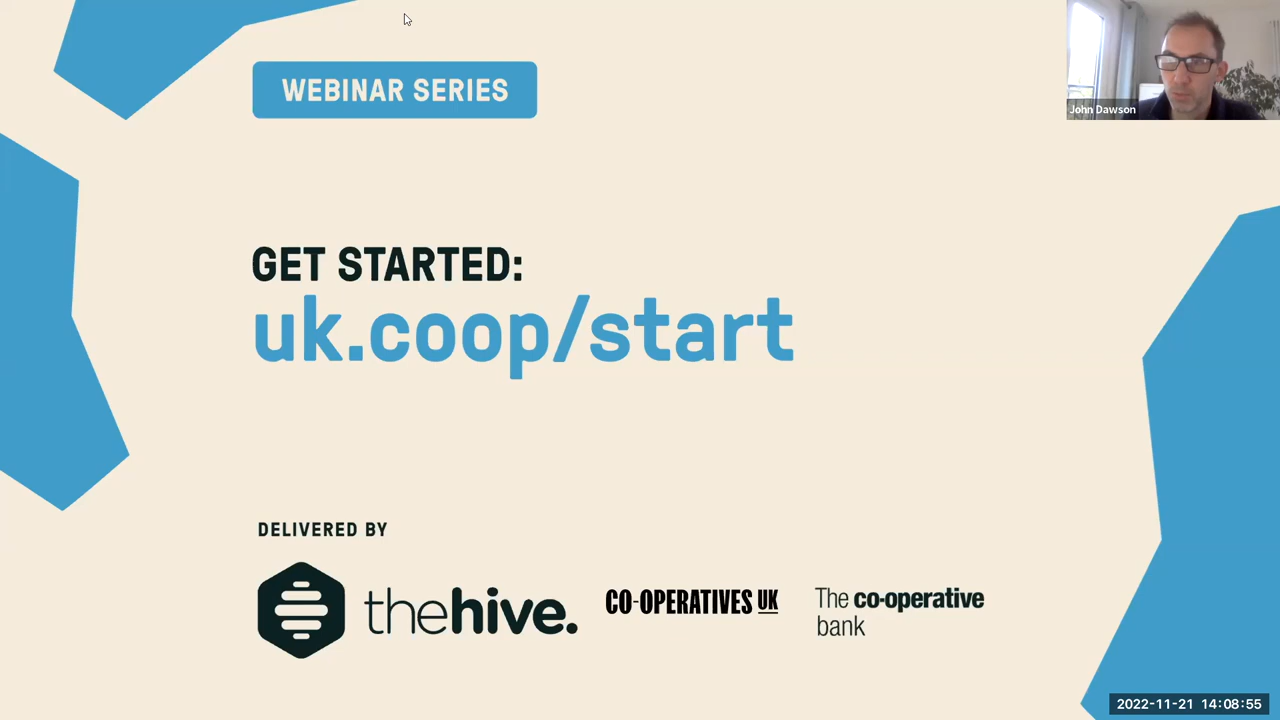 WEBINAR SERIES
John Dawson
GET STARTED:
uk.coop/start
DELIVERED BY
thehive.
CO-OPERATIVES UK
The co-operative
bank
2022-11-21 14:08:55